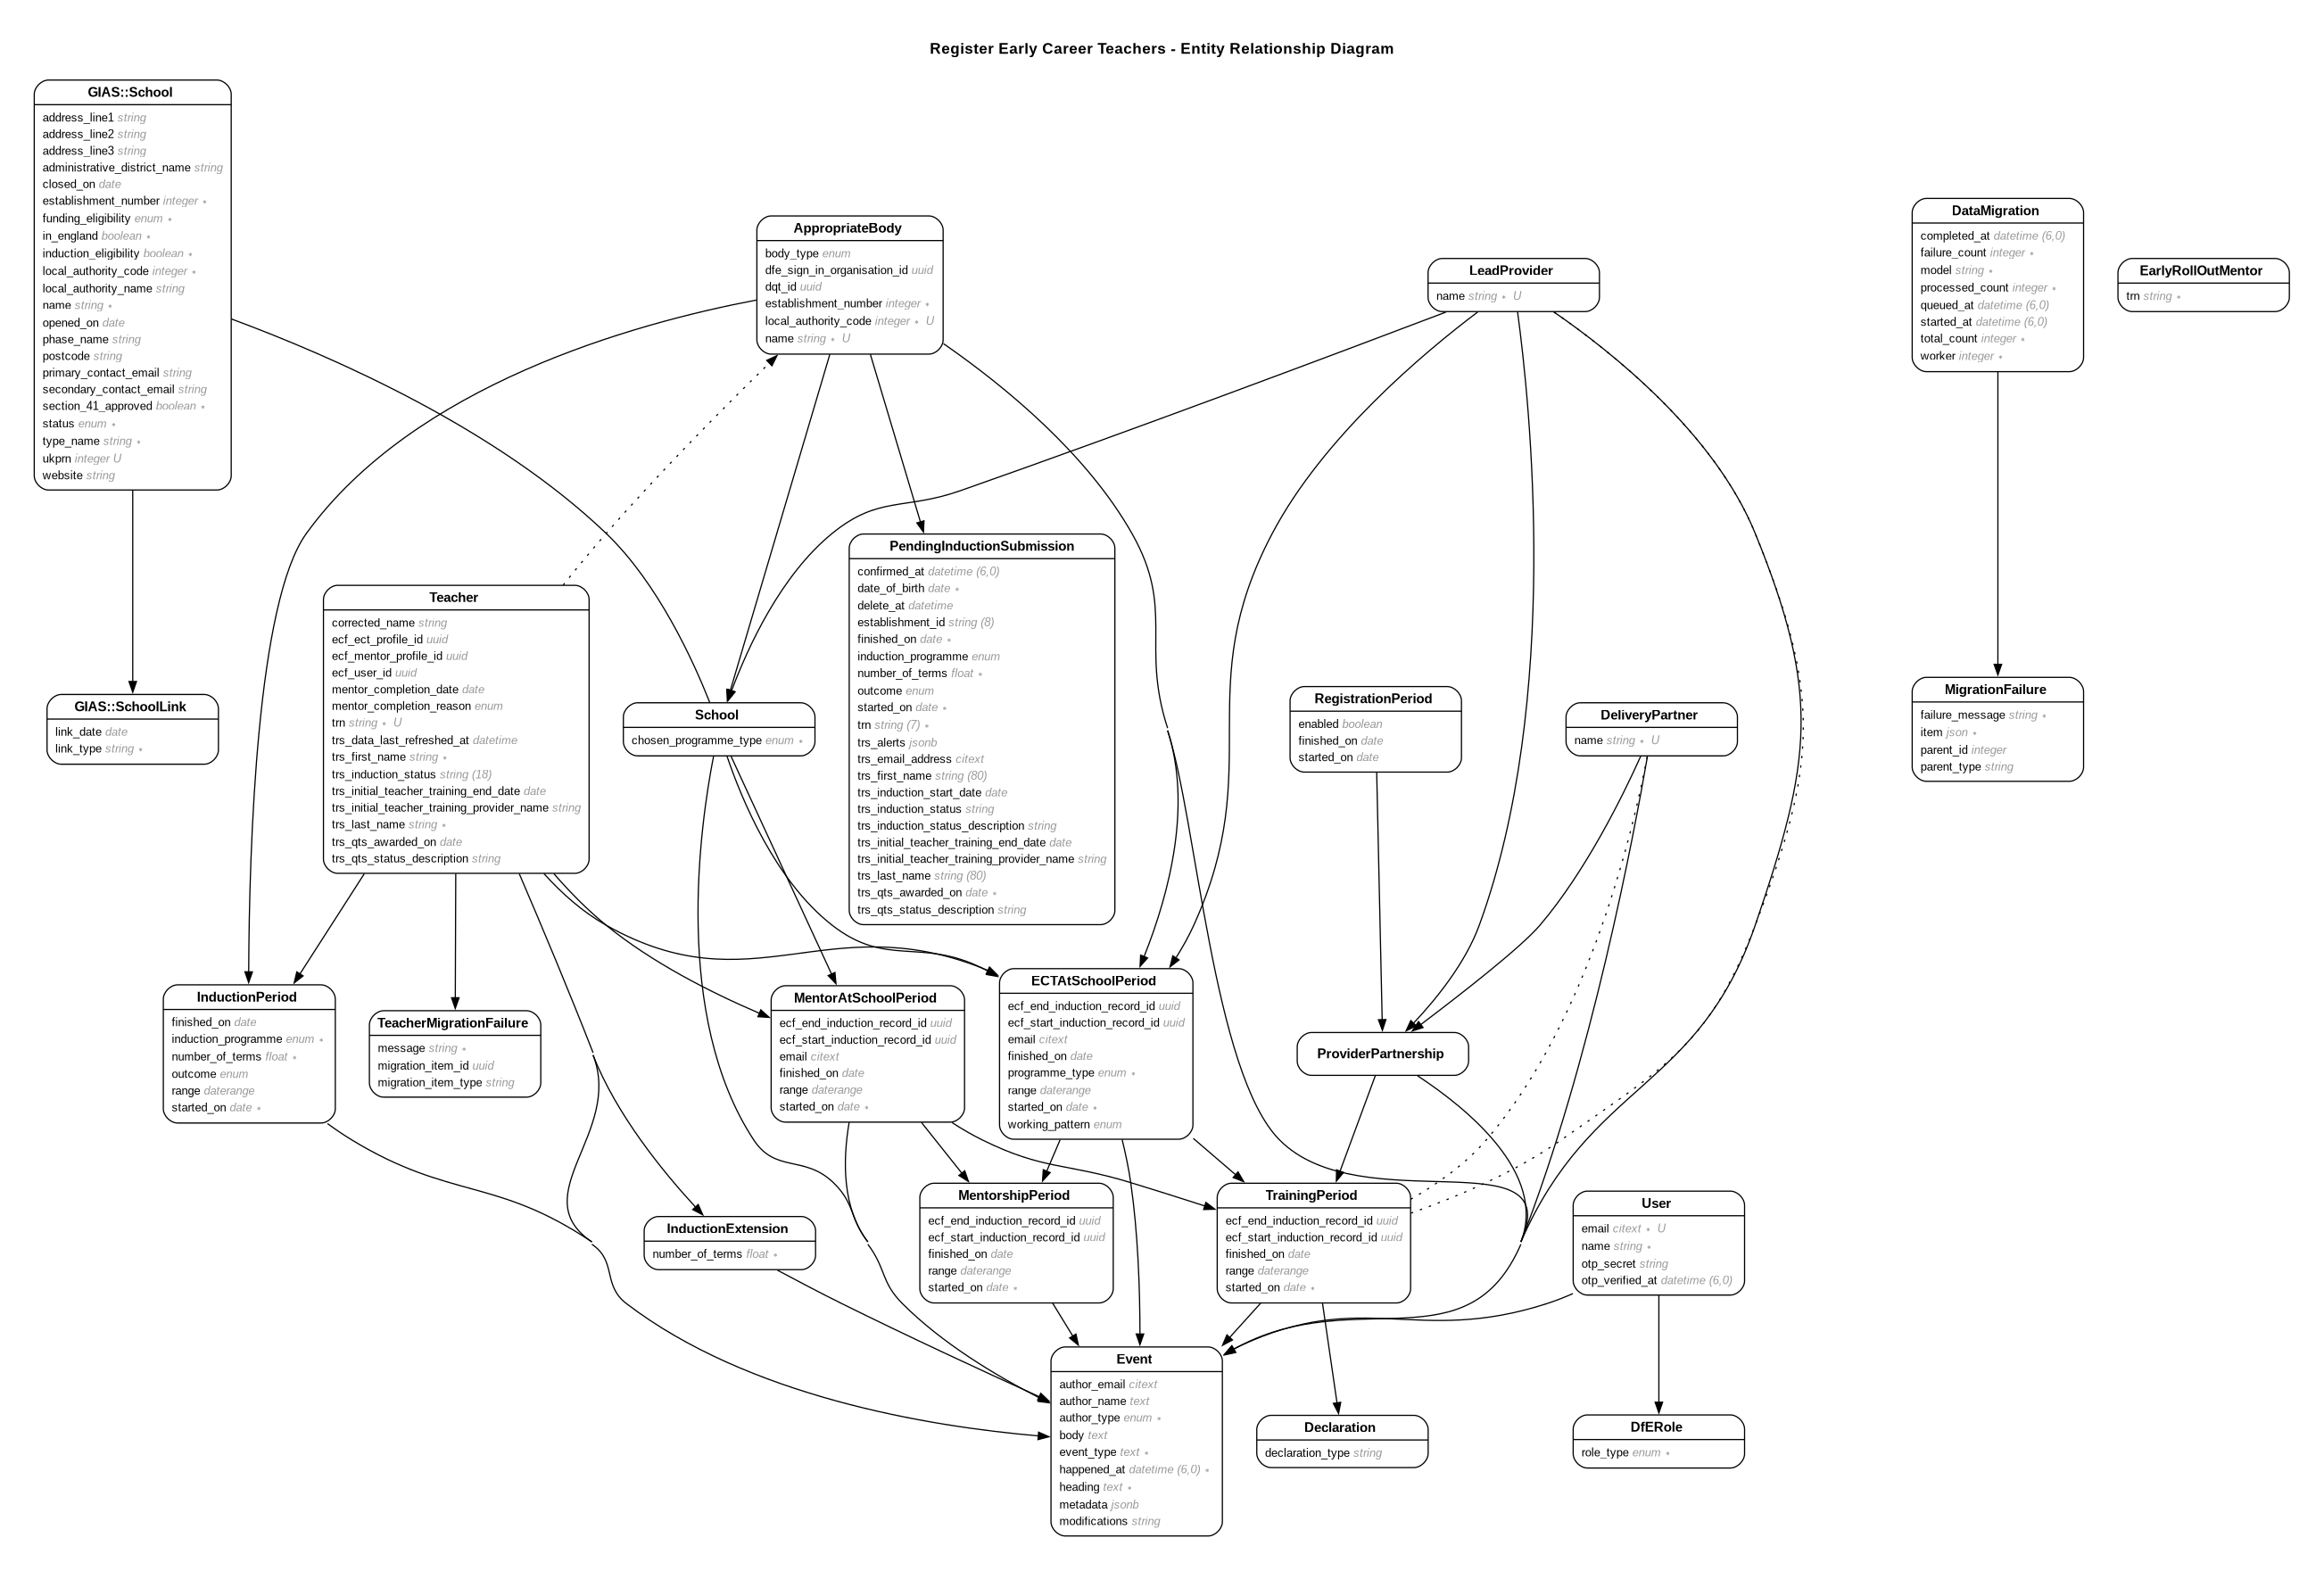 Register Early Career Teachers - Entity Relationship Diagram
GIAS::School
address_line1 string
address_line2 string
address_line3 string
administrative_district_name string
closed_on date
establishment_number integer ∗
funding_eligibility enum ∗
in_england boolean ∗
induction_eligibility boolean ∗
local_authority_code integer ∗
local_authority_name string
name string ∗
opened_on date
phase_name string
postcode string
primary_contact_email string
secondary_contact_email string
section_41_approved boolean ∗
status enum ∗
type_name string ∗
ukprn integer U
website string
AppropriateBody
body_type enum
dfe_sign_in_organisation_id uuid
dqt_id uuid
establishment_number integer ∗
local_authority_code integer ∗ U
name string ∗ U
LeadProvider
name string ∗ U
DataMigration
completed_at datetime (6,0)
failure_count integer ∗
model string ∗
processed_count integer ∗
queued_at datetime (6,0)
started_at datetime (6,0)
total_count integer ∗
worker integer ∗
EarlyRollOutMentor
trn string ∗
PendingInductionSubmission
confirmed_at datetime (6,0)
date_of_birth date ∗
delete_at datetime
establishment_id string (8)
finished_on date ∗
induction_programme enum
number_of_terms float ∗
outcome enum
started_on date ∗
trn string (7) ∗
trs_alerts jsonb
trs_email_address citext
trs_first_name string (80)
trs_induction_start_date date
trs_induction_status string
trs_induction_status_description string
trs_initial_teacher_training_end_date date
trs_initial_teacher_training_provider_name string
trs_last_name string (80)
trs_qts_awarded_on date ∗
trs_qts_status_description string
Teacher
corrected_name string
ecf_ect_profile_id uuid
ecf_mentor_profile_id uuid
ecf_user_id uuid
mentor_completion_date date
mentor_completion_reason enum
trn string ∗ U
trs_data_last_refreshed_at datetime
trs_first_name string ∗
trs_induction_status string (18)
trs_initial_teacher_training_end_date date
trs_initial_teacher_training_provider_name string
trs_last_name string ∗
trs_qts_awarded_on date
trs_qts_status_description string
GIAS::SchoolLink
link_date date
link_type string ∗
School
chosen_programme_type enum ∗
RegistrationPeriod
enabled boolean
finished_on date
started_on date
DeliveryPartner
name string ∗ U
MigrationFailure
failure_message string ∗
item json ∗
parent_id integer
parent_type string
InductionPeriod
finished_on date
induction_programme enum ∗
number_of_terms float ∗
outcome enum
range daterange
started_on date ∗
TeacherMigrationFailure
message string ∗
migration_item_id uuid
migration_item_type string
MentorAtSchoolPeriod
ecf_end_induction_record_id uuid
ecf_start_induction_record_id uuid
email citext
finished_on date
range daterange
started_on date ∗
ECTAtSchoolPeriod
ecf_end_induction_record_id uuid
ecf_start_induction_record_id uuid
email citext
finished_on date
programme_type enum ∗
range daterange
started_on date ∗
working_pattern enum
ProviderPartnership
InductionExtension
number_of_terms float ∗
MentorshipPeriod
ecf_end_induction_record_id uuid
ecf_start_induction_record_id uuid
finished_on date
range daterange
started_on date ∗
TrainingPeriod
ecf_end_induction_record_id uuid
ecf_start_induction_record_id uuid
finished_on date
range daterange
started_on date ∗
User
email citext ∗ U
name string ∗
otp_secret string
otp_verified_at datetime (6,0)
Event
author_email citext
author_name text
author_type enum ∗
body text
event_type text ∗
happened_at datetime (6,0) ∗
heading text ∗
metadata jsonb
modifications string
Declaration
declaration_type string
DfERole
role_type enum ∗